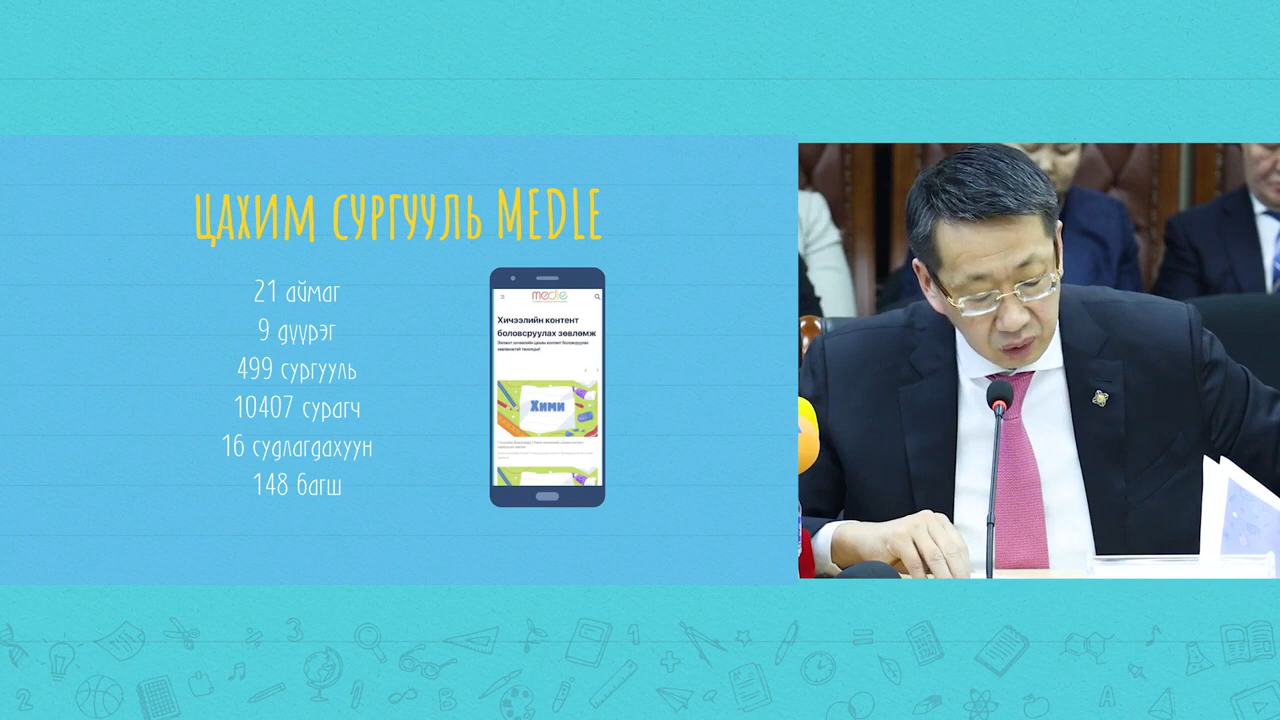 ЦАХИМ СУРГУУЛЬ MEDLE
21 аймаг
9 дүүрэг
499 сургууль
10407 сурагч
16 судлагдахуун
148 багш
medle
Хичээлийн контент
боловсруулах зөвлөмж
Хими